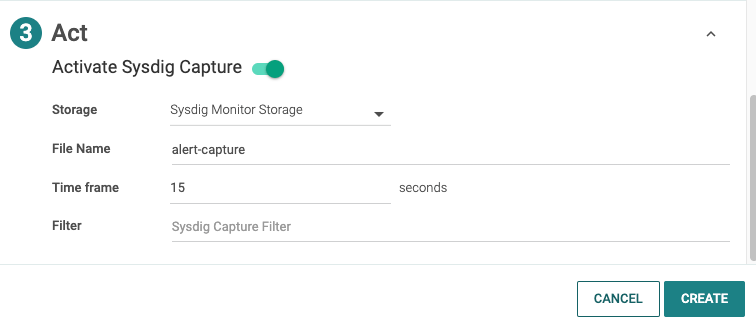 3 Act
Activate Sysdig Capture
Storage Sysdig Monitor Storage
File Name alert-capture
Time frame 15 seconds
Filter Sysdig Capture Filter
CANCEL CREATE